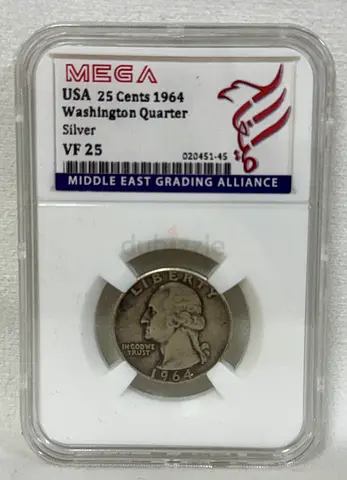 MEGA
USA 25 Cents 1964
Washington Quarter
Silver
VF 25
020451-45
MIDDLE EAST GRADING ALLIANCE
dubizzle
LIBERTY
IN GOD WE
TRUST
1964